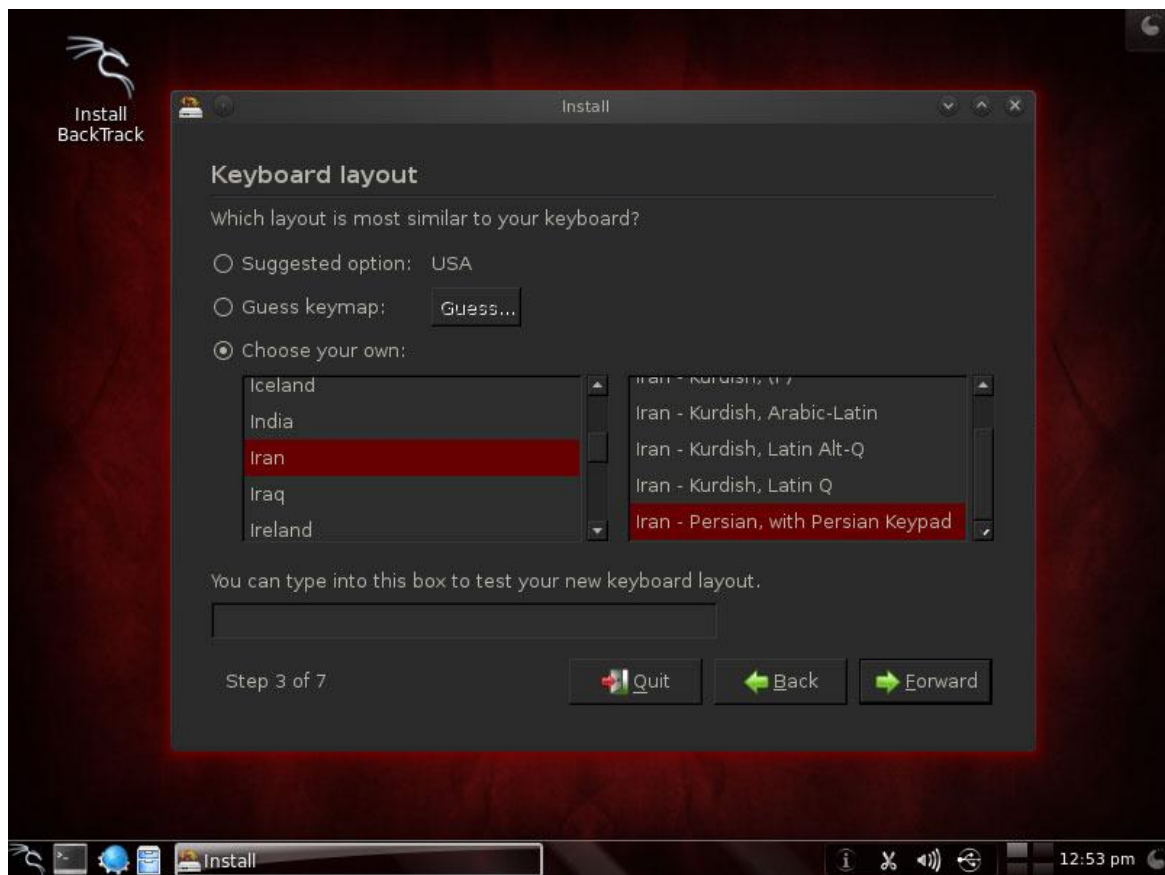 Install
BackTrack
Install
Keyboard layout
Which layout is most similar to your keyboard?
Suggested option: USA
Guess keymap: Guess...
Choose your own:
Iceland
India
Iran
Iraq
Ireland
Iran - Kurdish,
Iran - Kurdish, Arabic-Latin
Iran - Kurdish, Latin Alt-Q
Iran - Kurdish, Latin Q
Iran - Persian, with Persian Keypad
You can type into this box to test your new keyboard layout.
Step 3 of 7
Quit
Back
Forward
Install
12:53 pm